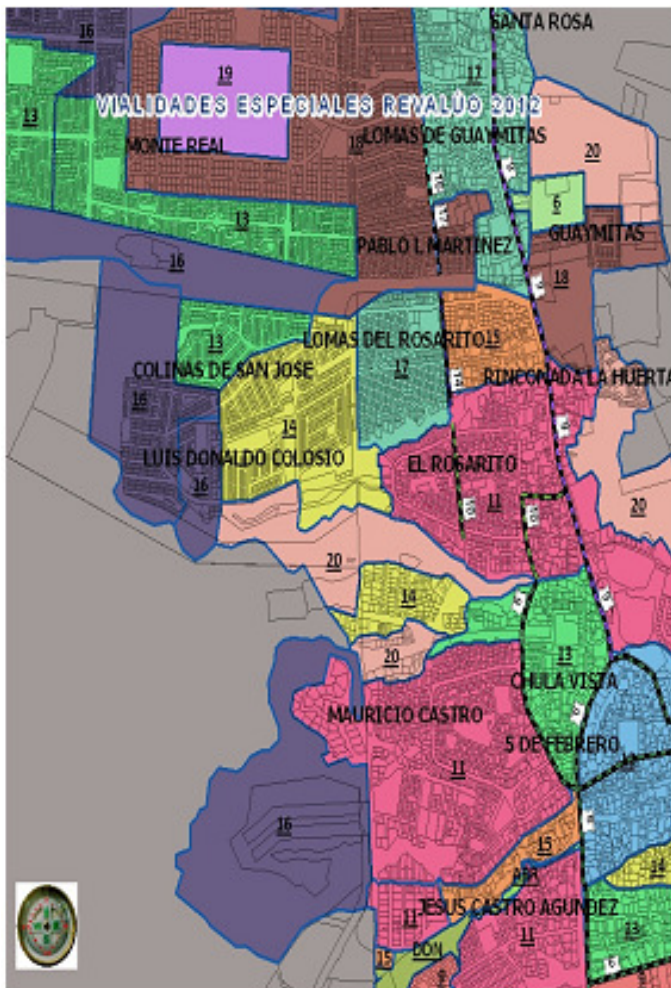 SANTA ROSA
16
19
17
13
VIALIDADES ESPECIALES REVALÚO 2012
MONTE REAL
18
LOMAS DE GUAYMITAS
20
6
13
PABLO L MARTINEZ
GUAYMITAS
16
18
13
LOMAS DEL ROSARITO
15
COLINAS DE SAN JOSE
17
14
RINCONADA LA HUERTA
16
14
LUIS DONALDO COLOSIO
EL ROSARITO
16
11
20
20
14
20
13
CHULA VISTA
MAURICIO CASTRO
5 DE FEBRERO
11
16
15
14
ABR
JESUS CASTRO AGUNDEZ
11
11
13
DON
15
9